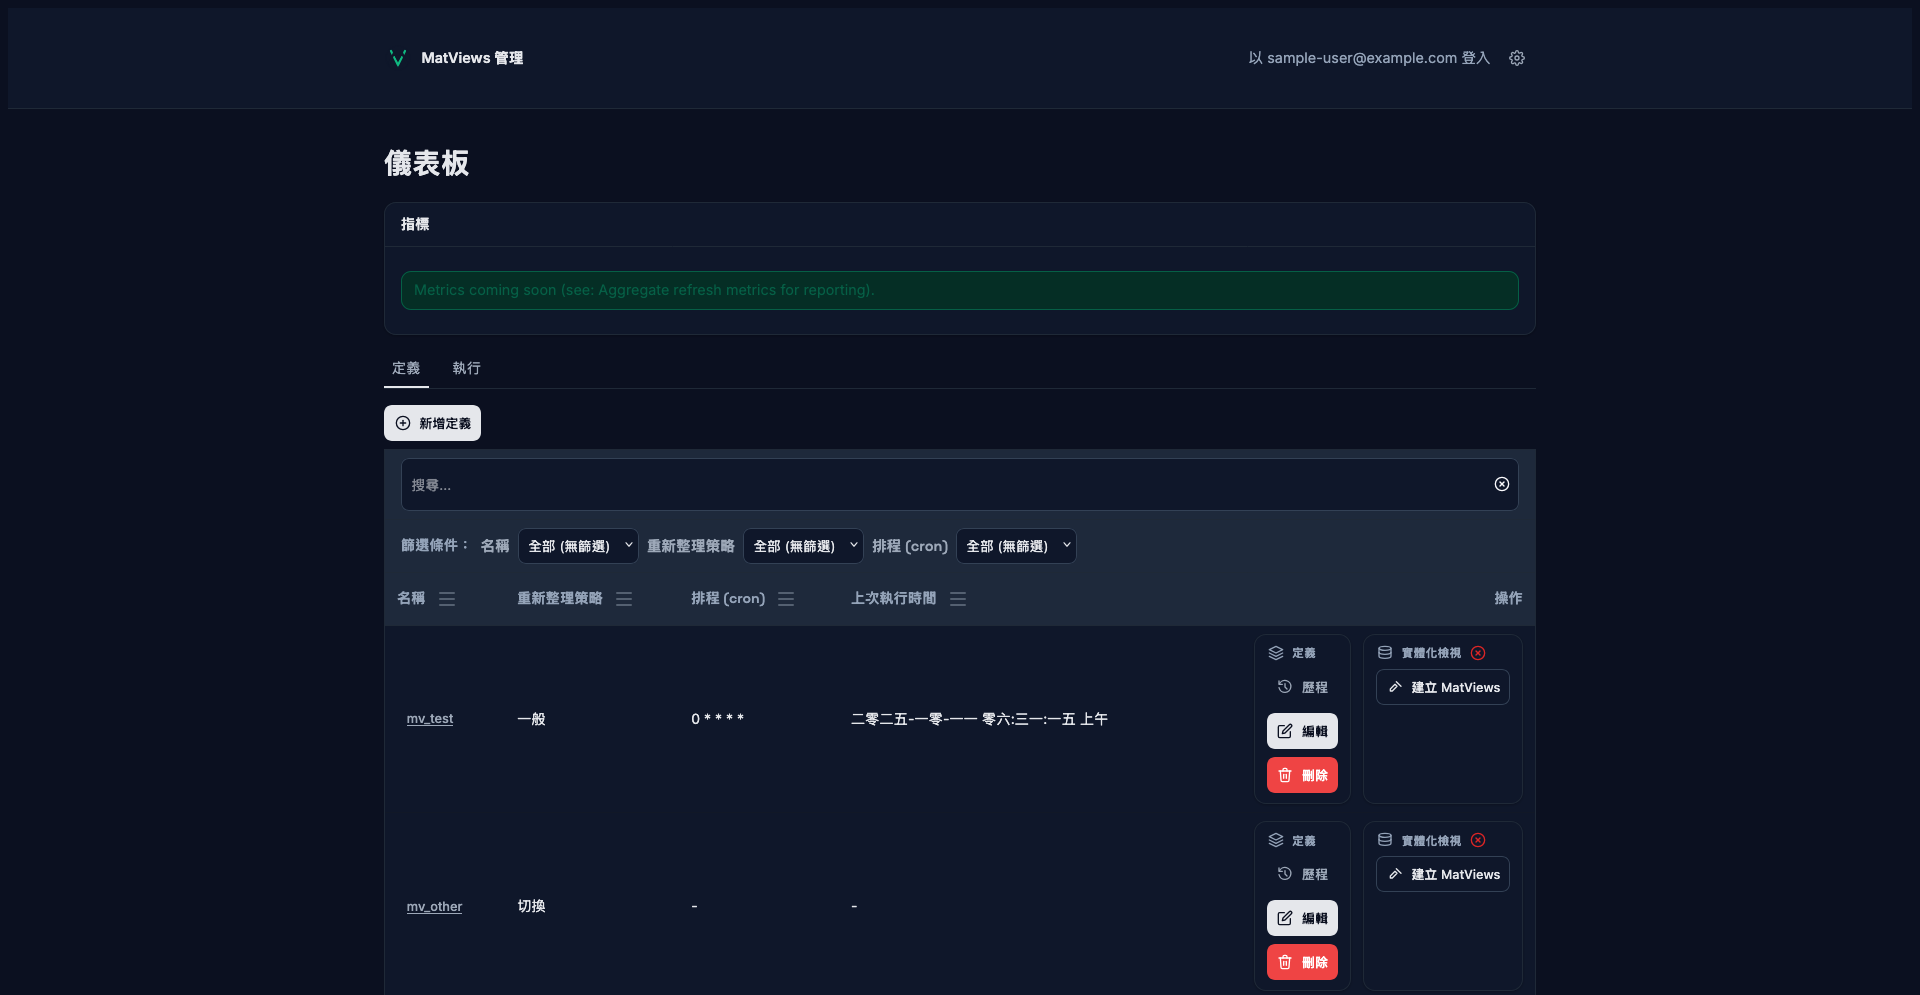 MatViews 管理
以 sample-user@example.com 登入
儀表板
指標
Metrics coming soon (see: Aggregate refresh metrics for reporting).
定義 執行
新增定義
搜尋...
篩選條件： 名稱 全部 (無篩選) 重新整理策略 全部 (無篩選) 排程 (cron) 全部 (無篩選)
名稱 重新整理策略 排程 (cron) 上次執行時間 操作
定義 實體化檢視
歷程 建立 MatViews
mv_test 一般 0 * * * * 二零二五-一零-一一 零六:三一:一五 上午
編輯
刪除
定義 實體化檢視
歷程 建立 MatViews
mv_other 切換 - -
編輯
刪除